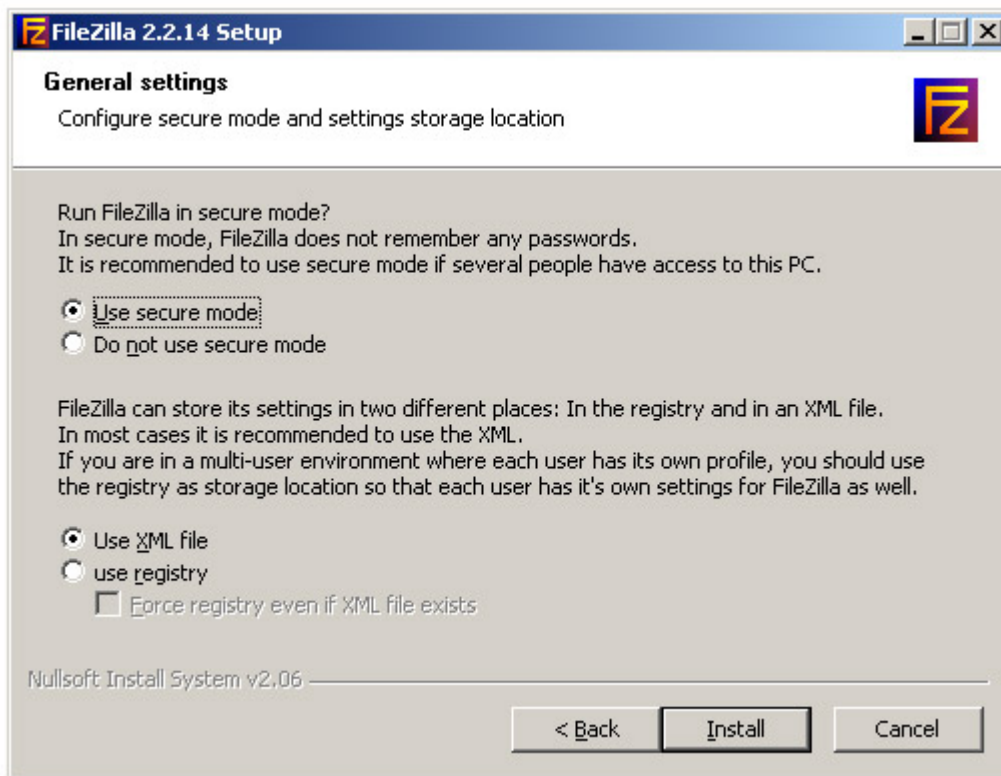 FileZilla 2.2.14 Setup
General settings
Configure secure mode and settings storage location
FZ
Run FileZilla in secure mode?
In secure mode, FileZilla does not remember any passwords.
It is recommended to use secure mode if several people have access to this PC.
Use secure mode
Do not use secure mode
FileZilla can store its settings in two different places: In the registry and in an XML file.
In most cases it is recommended to use the XML.
If you are in a multi-user environment where each user has its own profile, you should use
the registry as storage location so that each user has it's own settings for FileZilla as well.
Use XML file
use registry
Force registry even if XML file exists
Nullsoft Install System v2.06
< Back Install Cancel